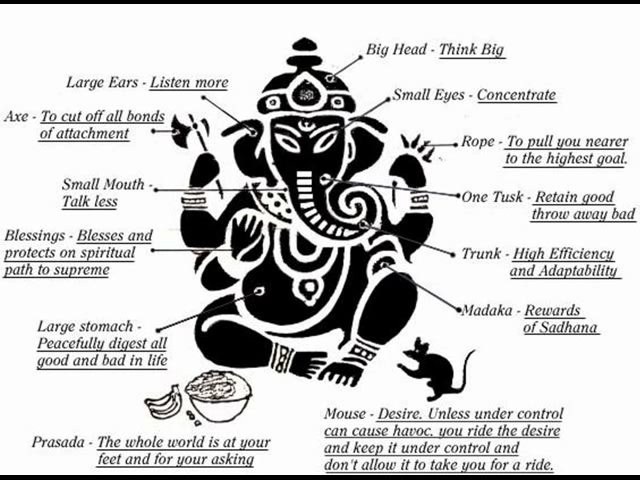 Big Head - Think Big
Large Ears - Listen more
Small Eyes - Concentrate
Axe - To cut off all bonds
of attachment
Rope - To pull you nearer
to the highest goal.
Small Mouth -
Talk less
One Tusk - Retain good
throw away bad
Blessings - Blesses and
protects on spiritual
path to supreme
Trunk - High Efficiency
and Adaptability
Madaka - Rewards
of Sadhana
Large stomach -
Peacefully digest all
good and bad in life
Mouse - Desire. Unless under control
can cause havoc. you ride the desire
and keep it under control and
don't allow it to take you for a ride.
Prasada - The whole world is at your
feet and for your asking